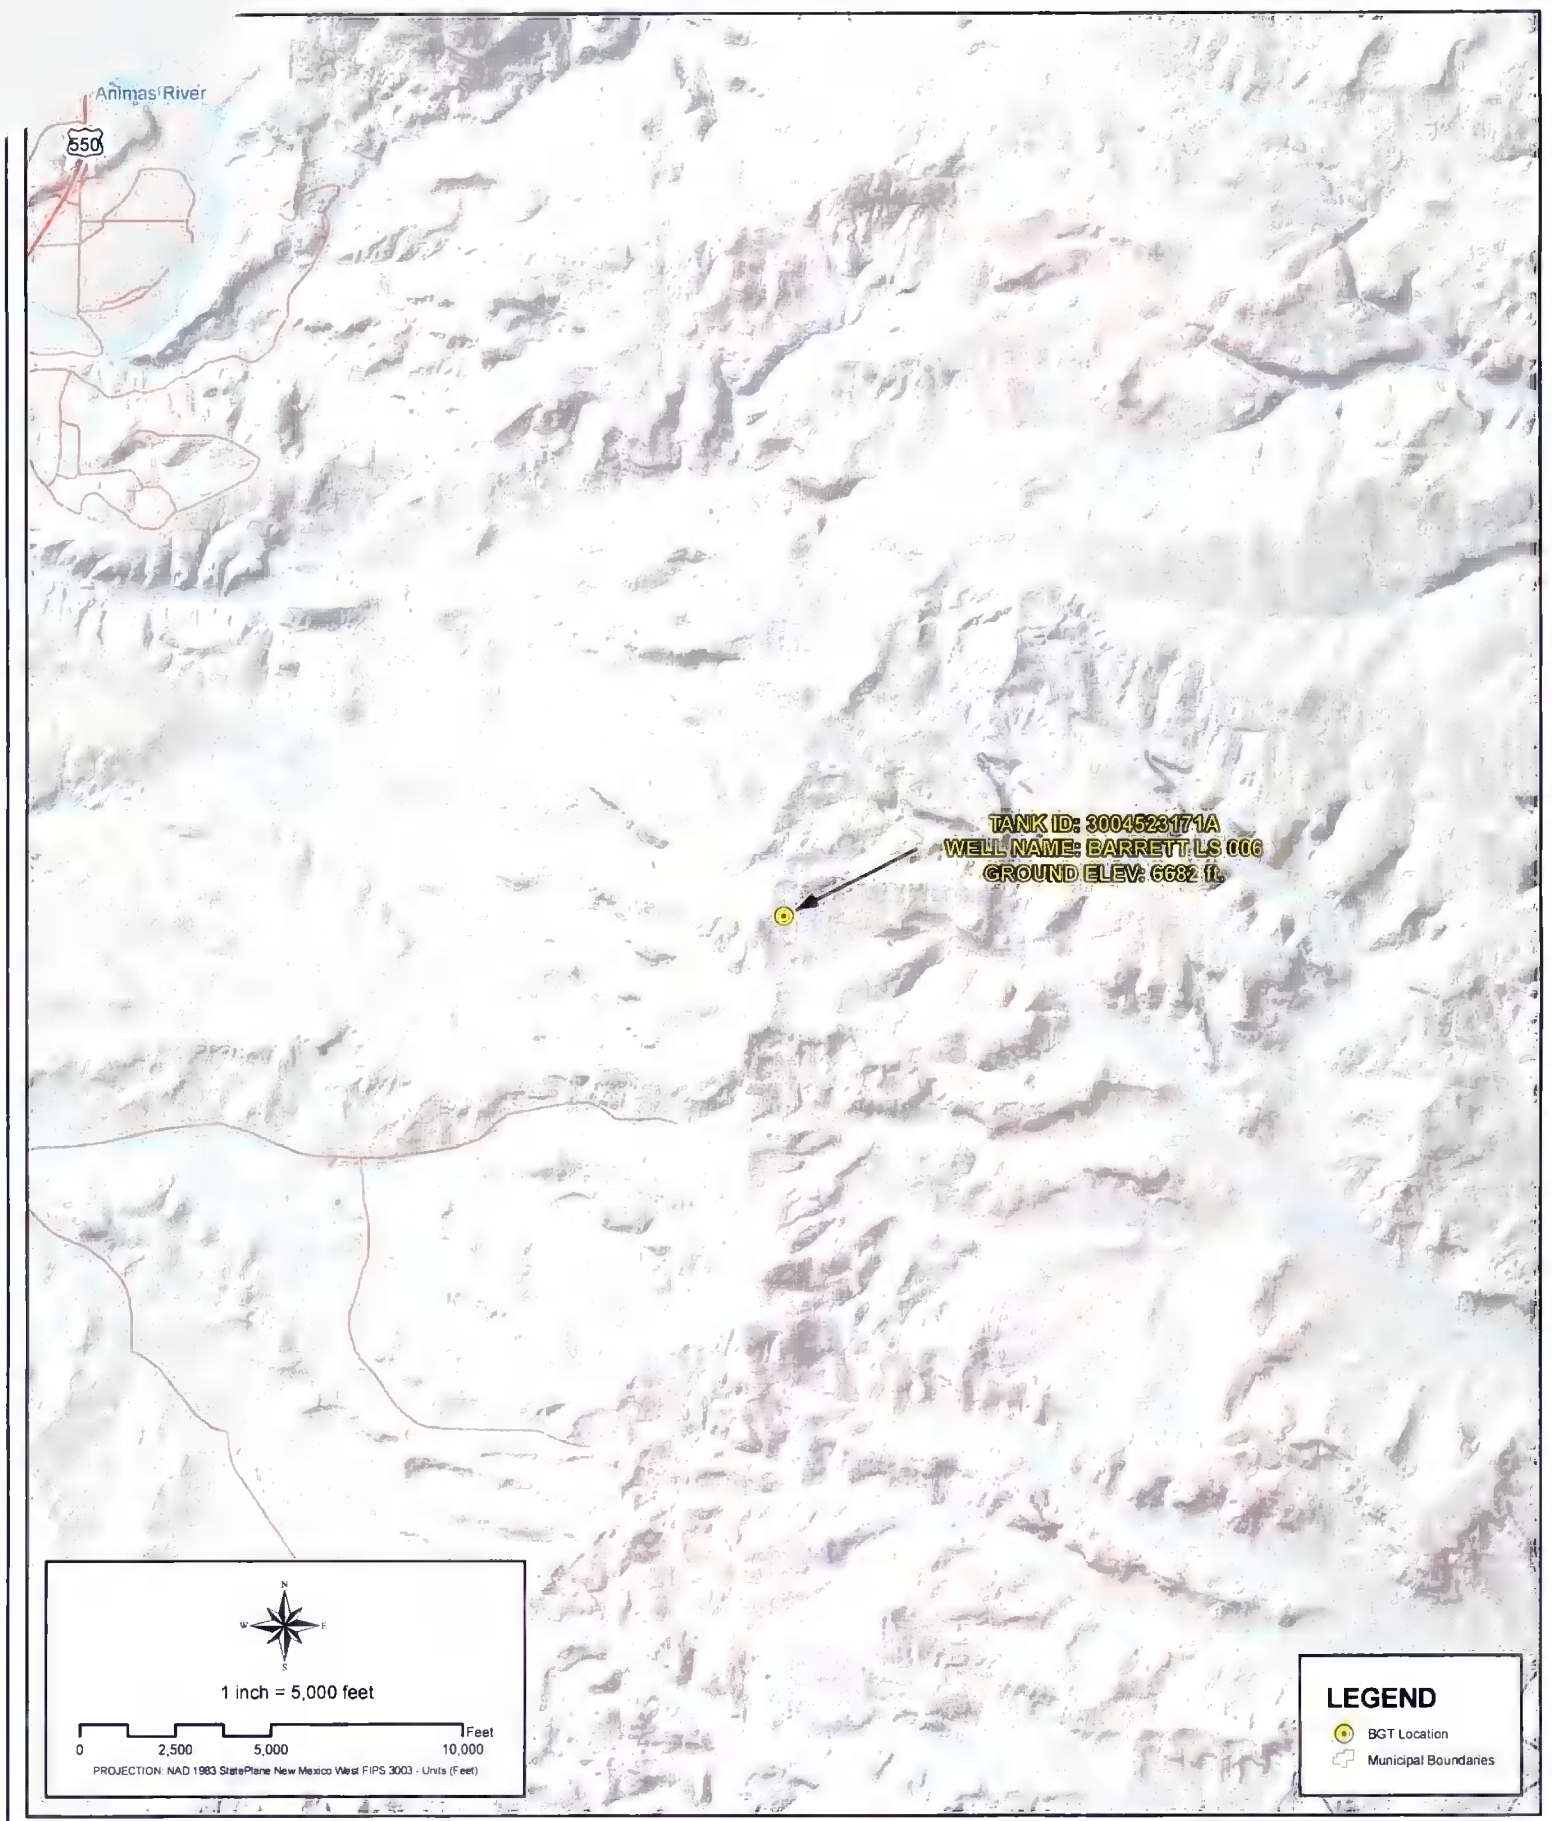 Animas River
550
TANK ID: 3004523171A
WELL NAME: BARRETT LS 006
GROUND ELEV: 6682 ft.
N
W E
S
1 inch = 5,000 feet
Feet
0 2,500 5,000 10,000
PROJECTION: NAD 1983 StatePlane New Mexico West FIPS 3003 - Units (Feet)
LEGEND
BGT Location
Municipal Boundaries